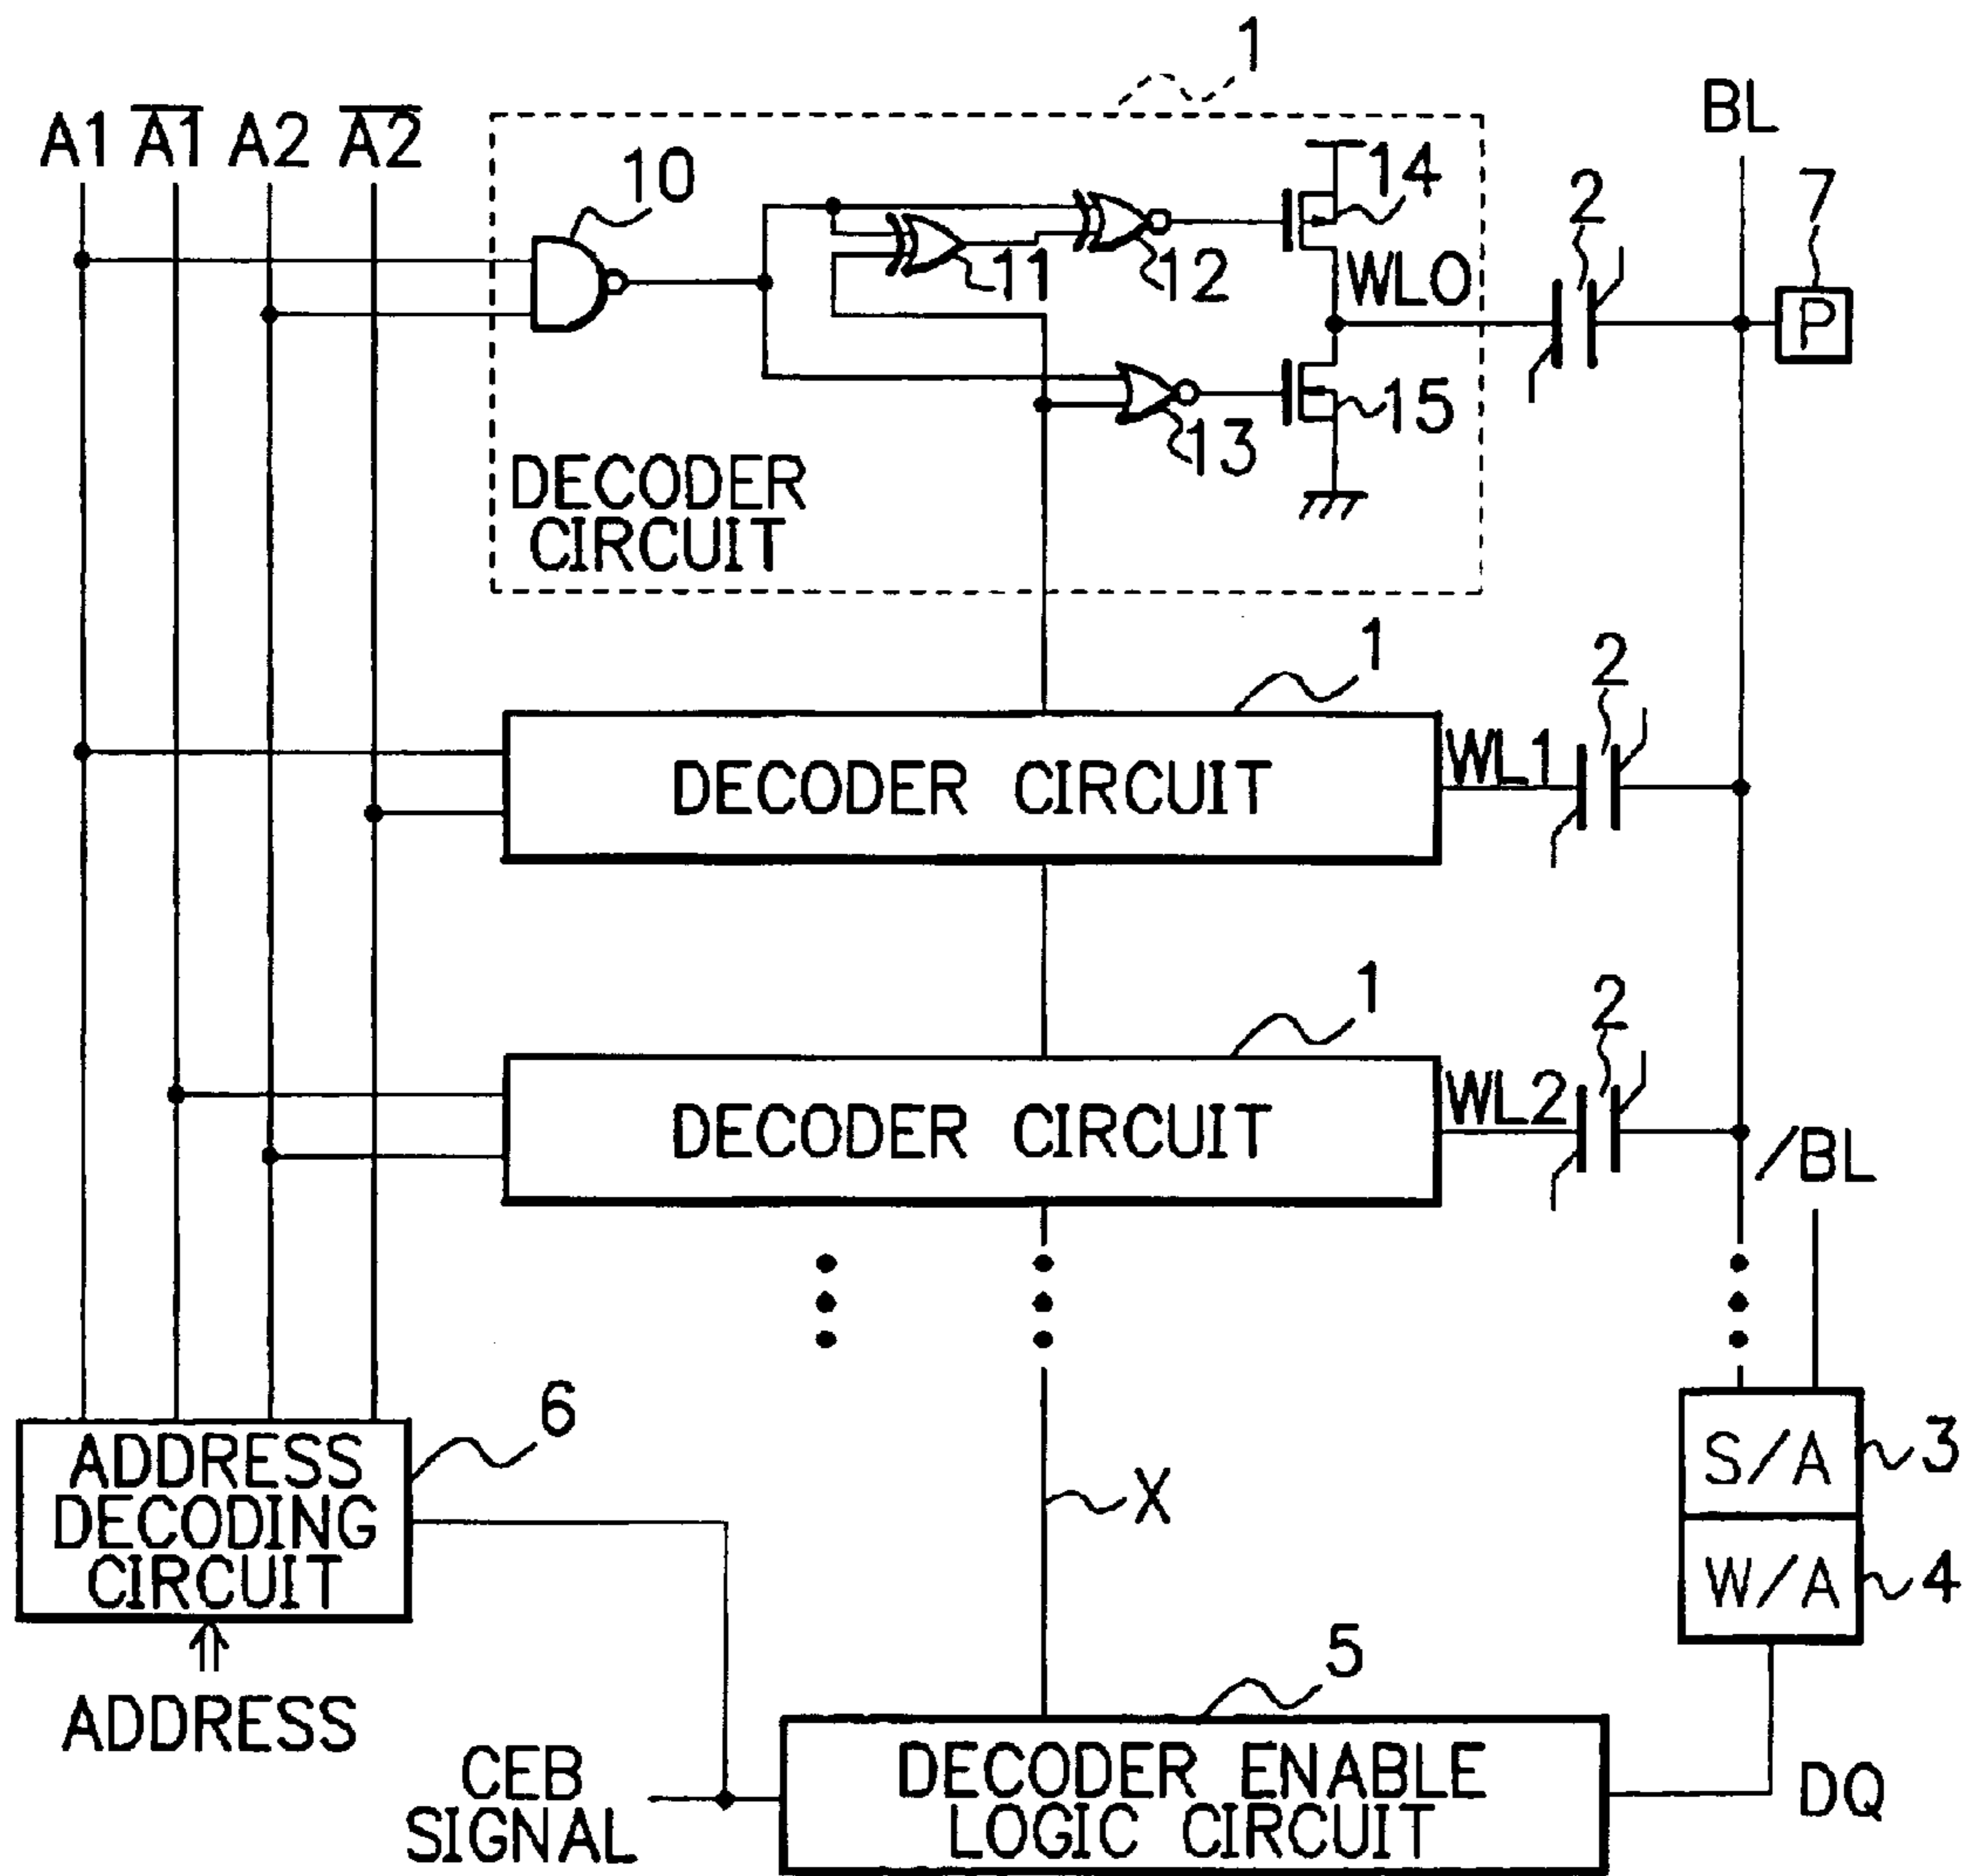 1
A1 A̅1̅ A2 A̅2̅
BL
10
14
2
7
11
12
WL0
P
15
13
DECODER
CIRCUIT
1
2
DECODER CIRCUIT
WL1
1
2
DECODER CIRCUIT
WL2
/BL
6
ADDRESS
DECODING
CIRCUIT
X
S/A
3
W/A
4
ADDRESS
5
CEB
SIGNAL
DECODER ENABLE
LOGIC CIRCUIT
DQ